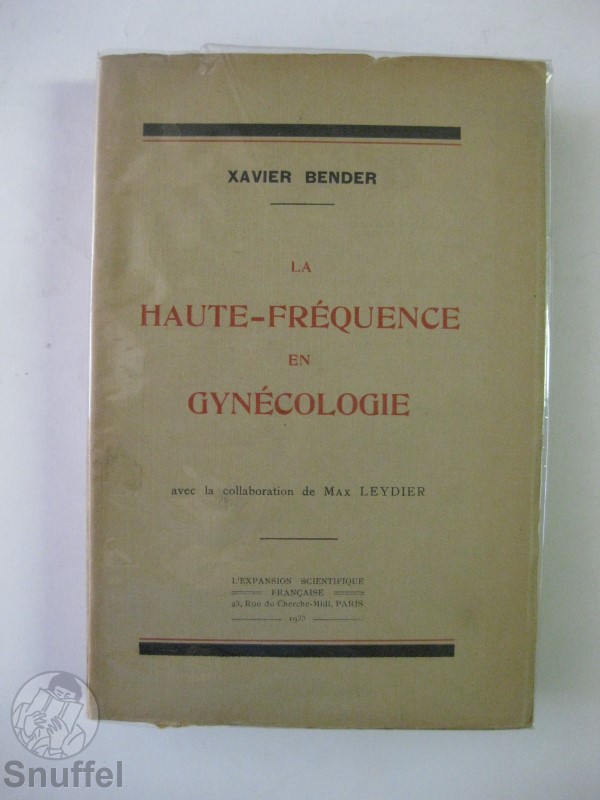 XAVIER BENDER
LA
HAUTE-FRÉQUENCE
EN
GYNÉCOLOGIE
avec la collaboration de MAX LEYDIER
L'EXPANSION SCIENTIFIQUE
FRANÇAISE
23, Rue du Cherche-Midi, PARIS
Snuffel